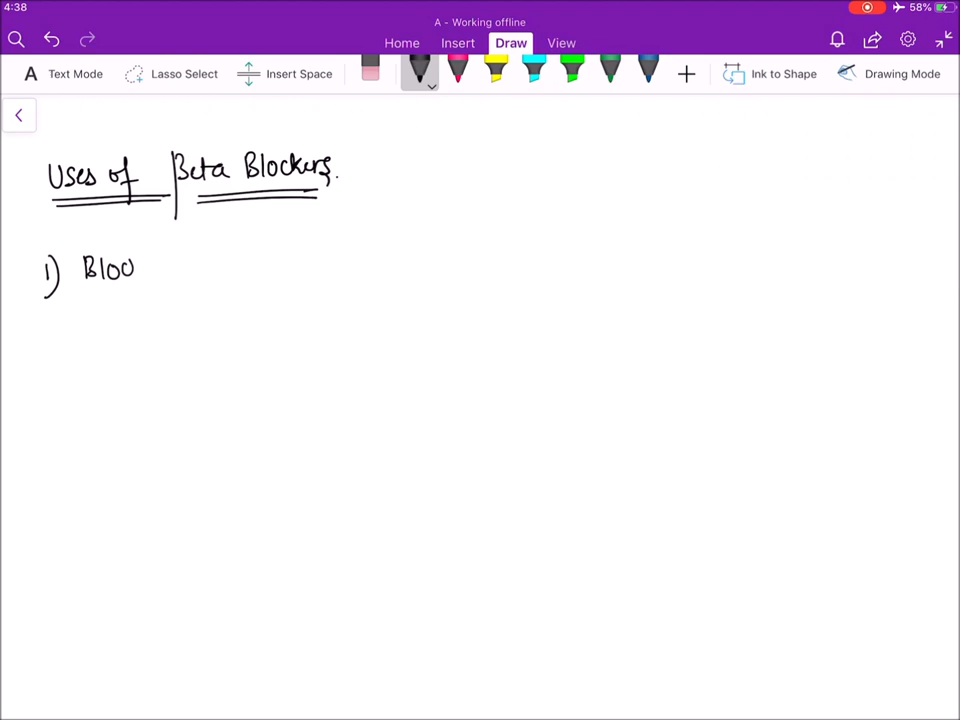 4:38
58%
A - Working offline
Home Insert Draw View
A Text Mode Lasso Select Insert Space Ink to Shape Drawing Mode
Uses of Beta Blockers.
1) Bloo